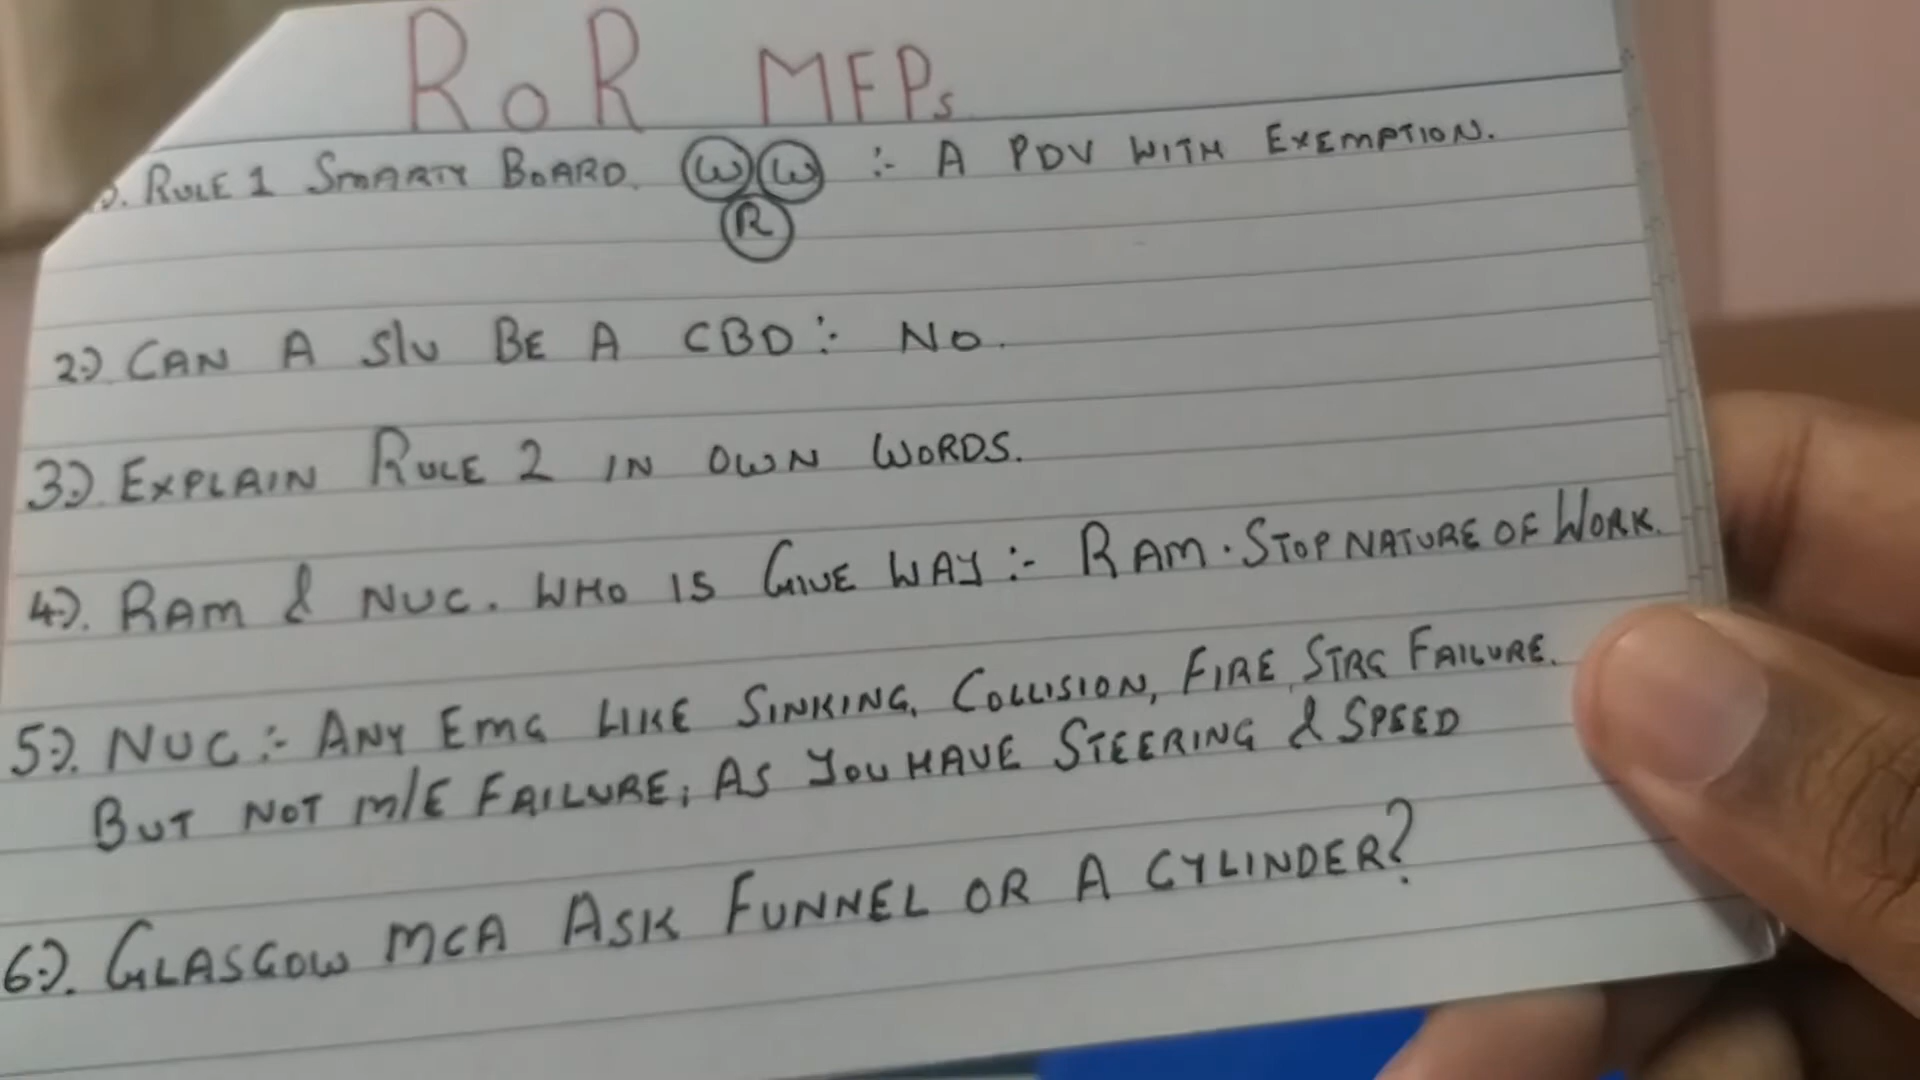 RoR MFPs
). RULE 1 SMARTY BOARD. W W :- A PDV WITH EXEMPTION.
R
2:) CAN A S/V BE A CBD :- NO.
3:) EXPLAIN RULE 2 IN OWN WORDS.
4:). RAM & NUC. WHO IS GIVE WAY :- RAM. STOP NATURE OF WORK.
5:). NUC :- ANY EMG LIKE SINKING, COLLISION, FIRE, STRG FAILURE.
BUT NOT M/E FAILURE; AS YOU HAVE STEERING & SPEED
6:). GLASGOW MCA ASK FUNNEL OR A CYLINDER?